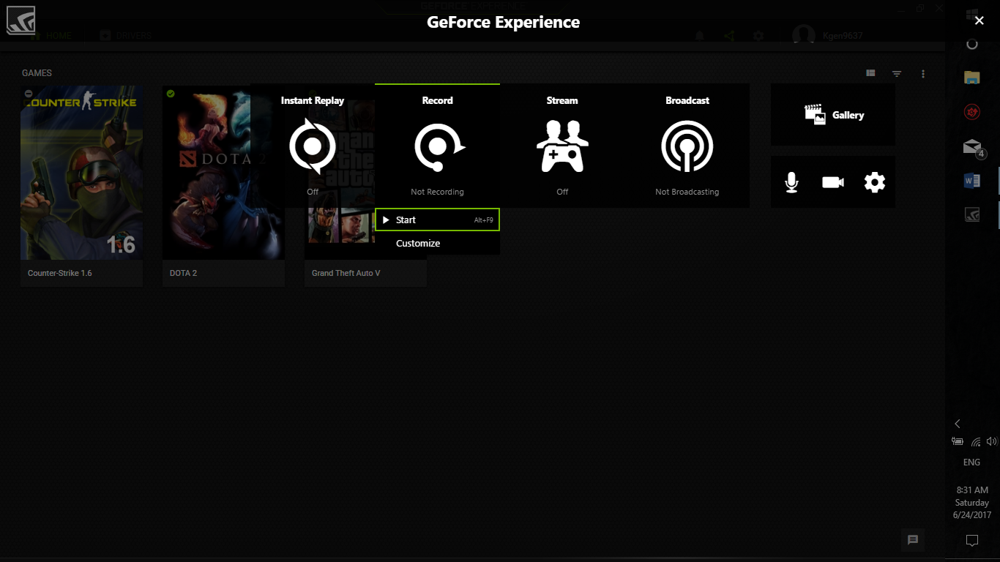 GEFORCE EXPERIENCE
GeForce Experience
HOME
DRIVERS
Kgen9637
GAMES
COUNTER STRIKE
1.6
Counter-Strike 1.6
DOTA 2
DOTA 2
Grand Theft Auto V
Instant Replay
Off
Record
Not Recording
Start
Alt+F9
Customize
Stream
Off
Broadcast
Not Broadcasting
Gallery
4
ENG
8:31 AM
Saturday
6/24/2017